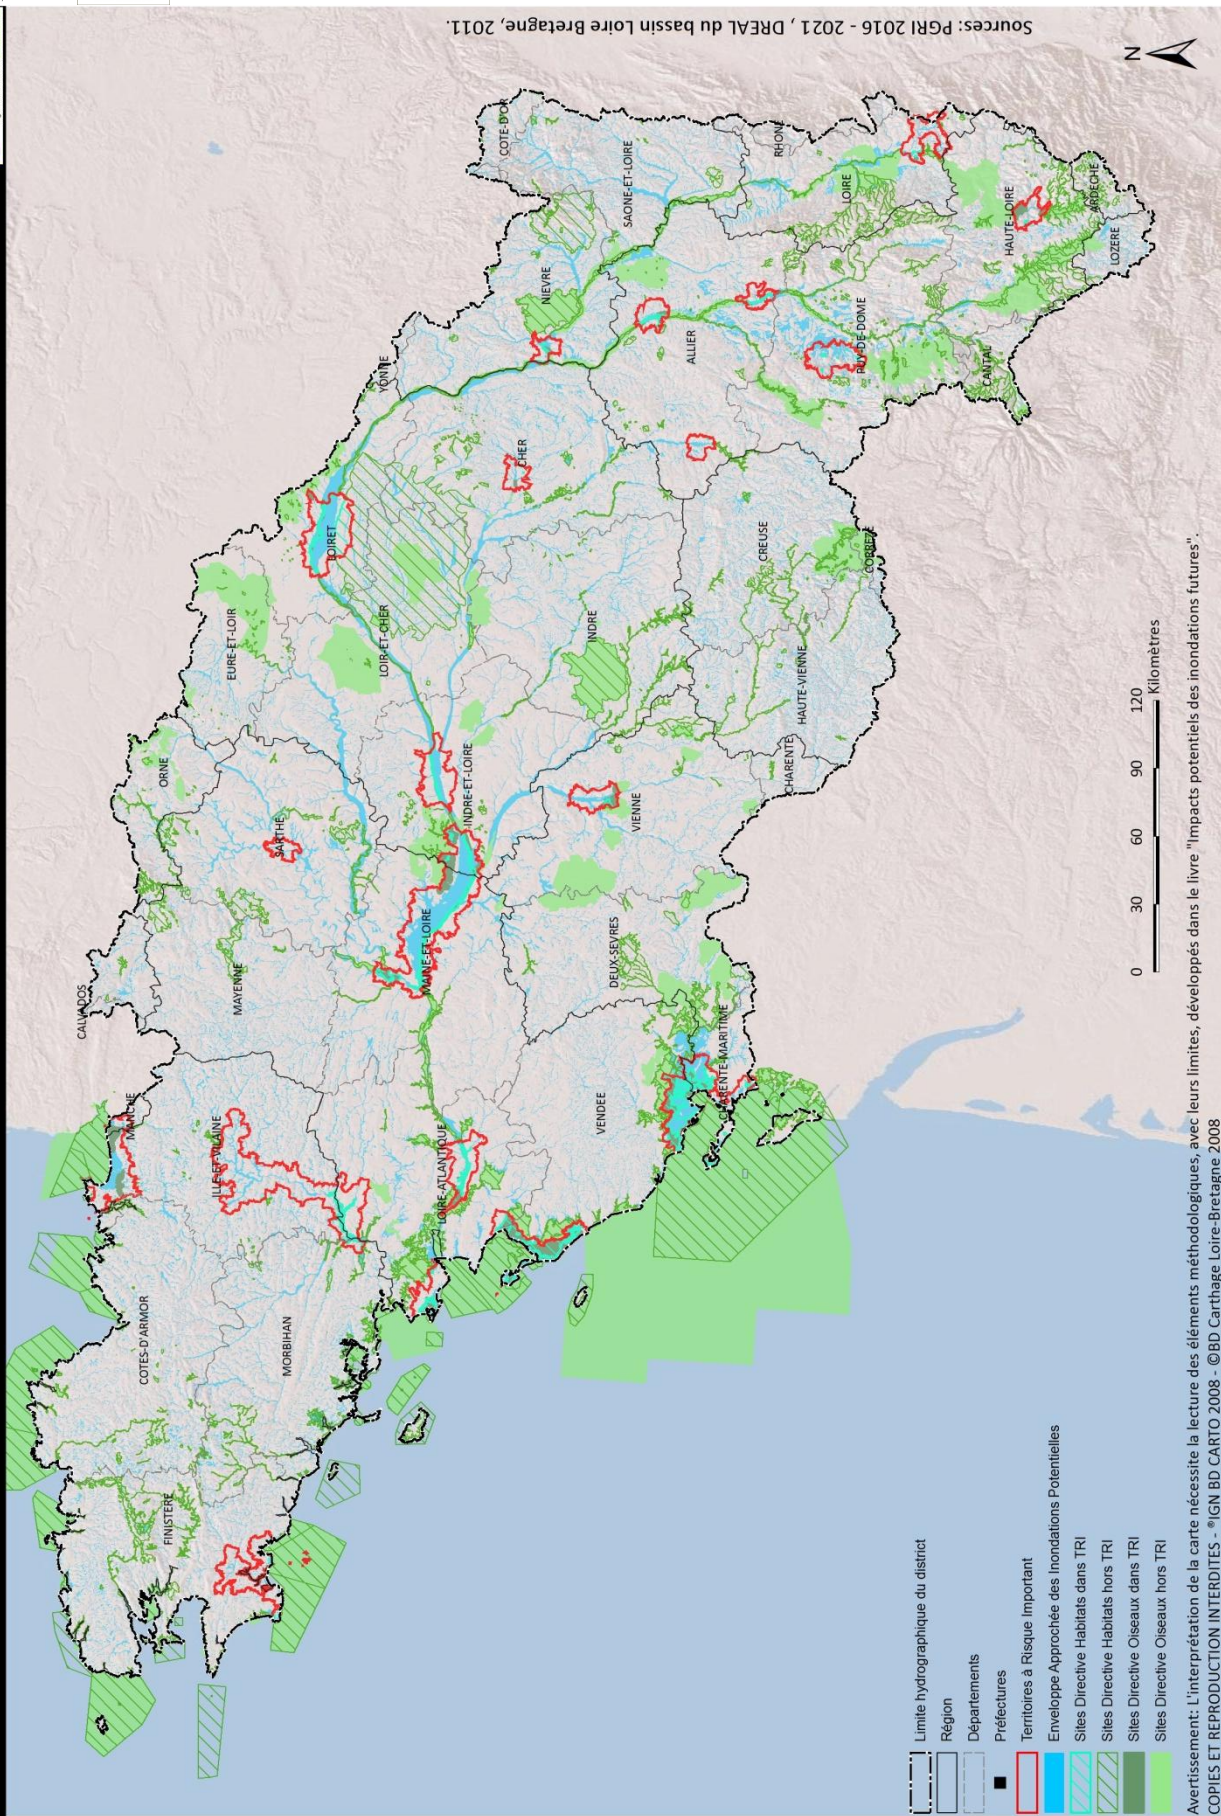 Sources: PGRI 2016 - 2021 , DREAL du bassin Loire Bretagne, 2011.
N
CALVADOS
MANCHE
ORNE
EURE-ET-LOIR
YONNE
COTE-D'OR
FINISTERE
COTES-D'ARMOR
ILLE-ET-VILAINE
MAYENNE
SARTHE
LOIR-ET-CHER
LOIRET
NIEVRE
MORBIHAN
LOIRE-ATLANTIQUE
MAINE-ET-LOIRE
INDRE-ET-LOIRE
CHER
SAONE-ET-LOIRE
VENDEE
DEUX-SEVRES
VIENNE
INDRE
ALLIER
RHONE
CHARENTE-MARITIME
CHARENTE
HAUTE-VIENNE
CREUSE
CORREZE
PUY-DE-DOME
LOIRE
CANTAL
HAUTE-LOIRE
LOZERE
ARDECHE
0 30 60 90 120
Kilomètres
Limite hydrographique du district
Région
Départements
Préfectures
Territoires à Risque Important
Enveloppe Approchée des Inondations Potentielles
Sites Directive Habitats dans TRI
Sites Directive Habitats hors TRI
Sites Directive Oiseaux dans TRI
Sites Directive Oiseaux hors TRI
Avertissement: L'interprétation de la carte nécessite la lecture des éléments méthodologiques, avec leurs limites, développés dans le livre "Impacts potentiels des inondations futures".
COPIES ET REPRODUCTION INTERDITES - ®IGN BD CARTO 2008 - ©BD Carthage Loire-Bretagne 2008